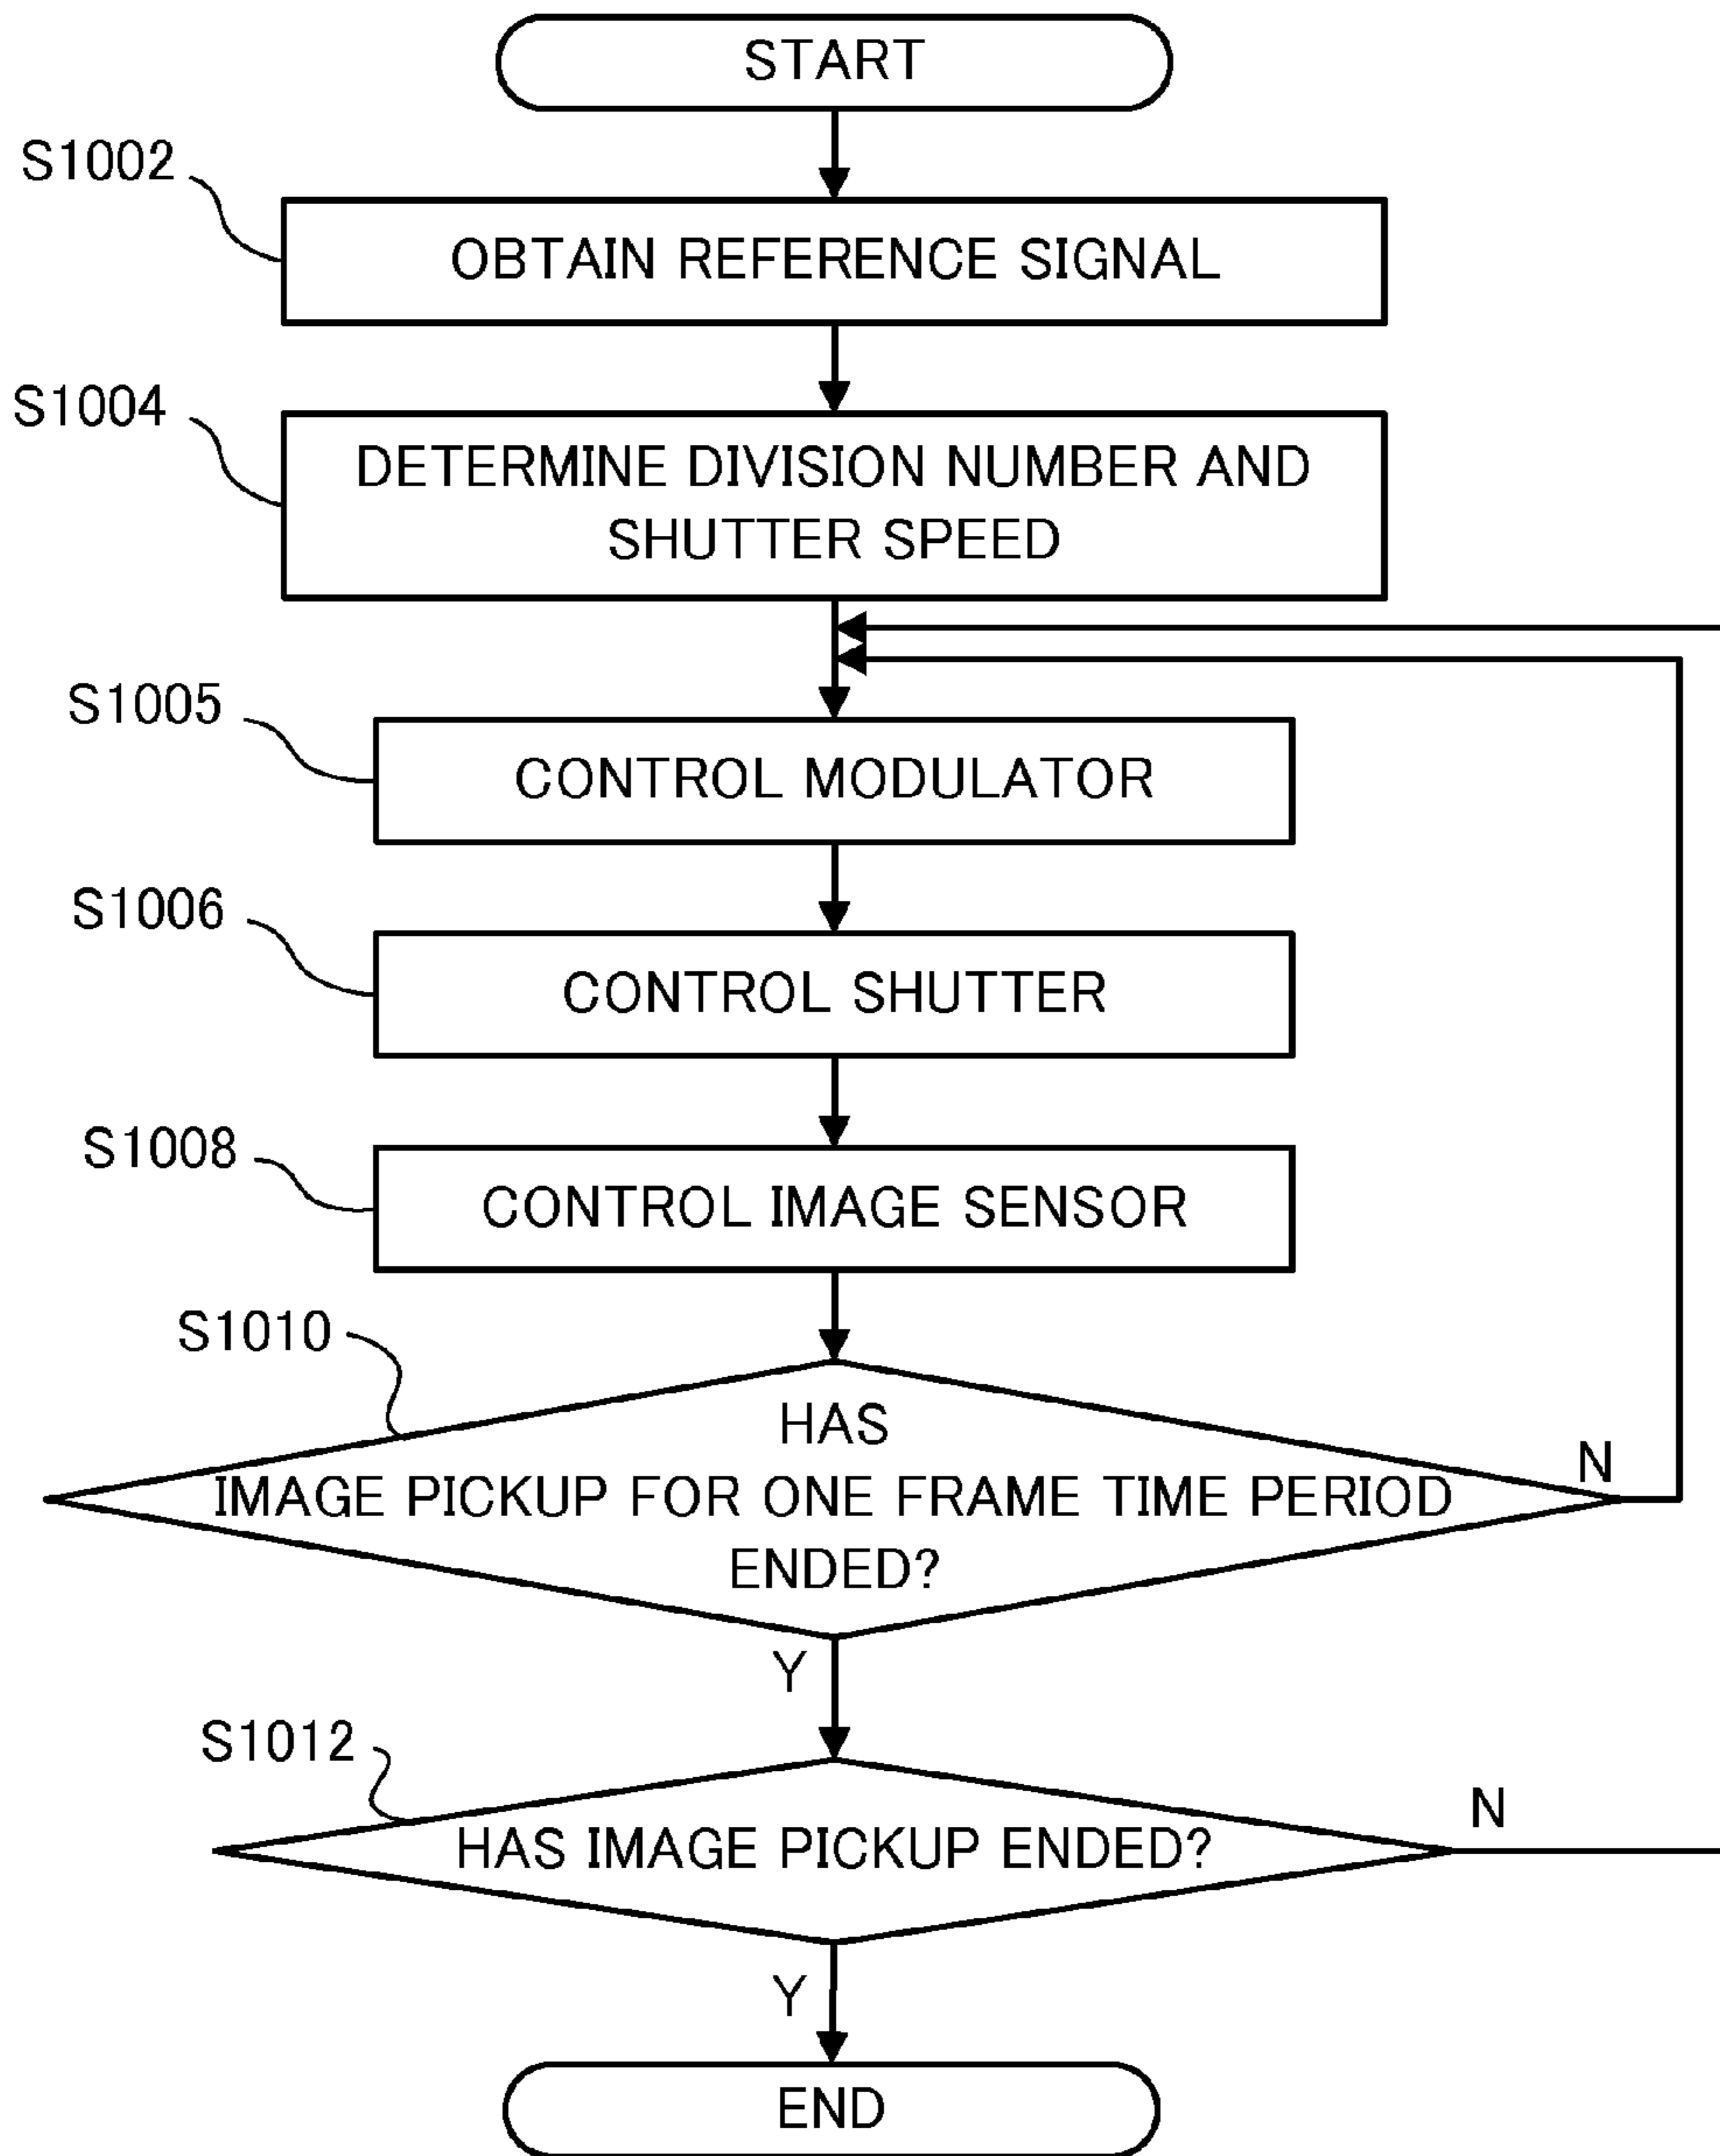 START
S1002
OBTAIN REFERENCE SIGNAL
S1004
DETERMINE DIVISION NUMBER AND
SHUTTER SPEED
S1005
CONTROL MODULATOR
S1006
CONTROL SHUTTER
S1008
CONTROL IMAGE SENSOR
S1010
HAS
IMAGE PICKUP FOR ONE FRAME TIME PERIOD
ENDED?
N
Y
S1012
HAS IMAGE PICKUP ENDED?
N
Y
END